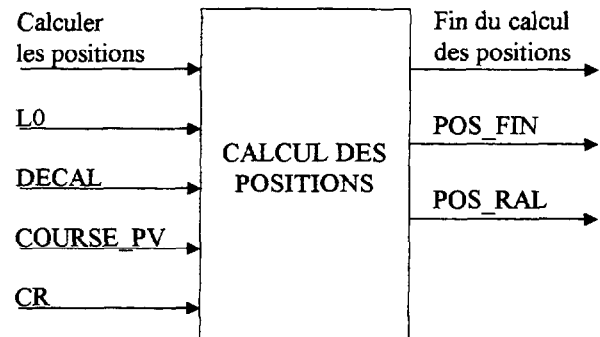 Calculer
les positions
L0
DECAL
COURSE_PV
CR
CALCUL DES
POSITIONS
Fin du calcul
des positions
POS_FIN
POS_RAL